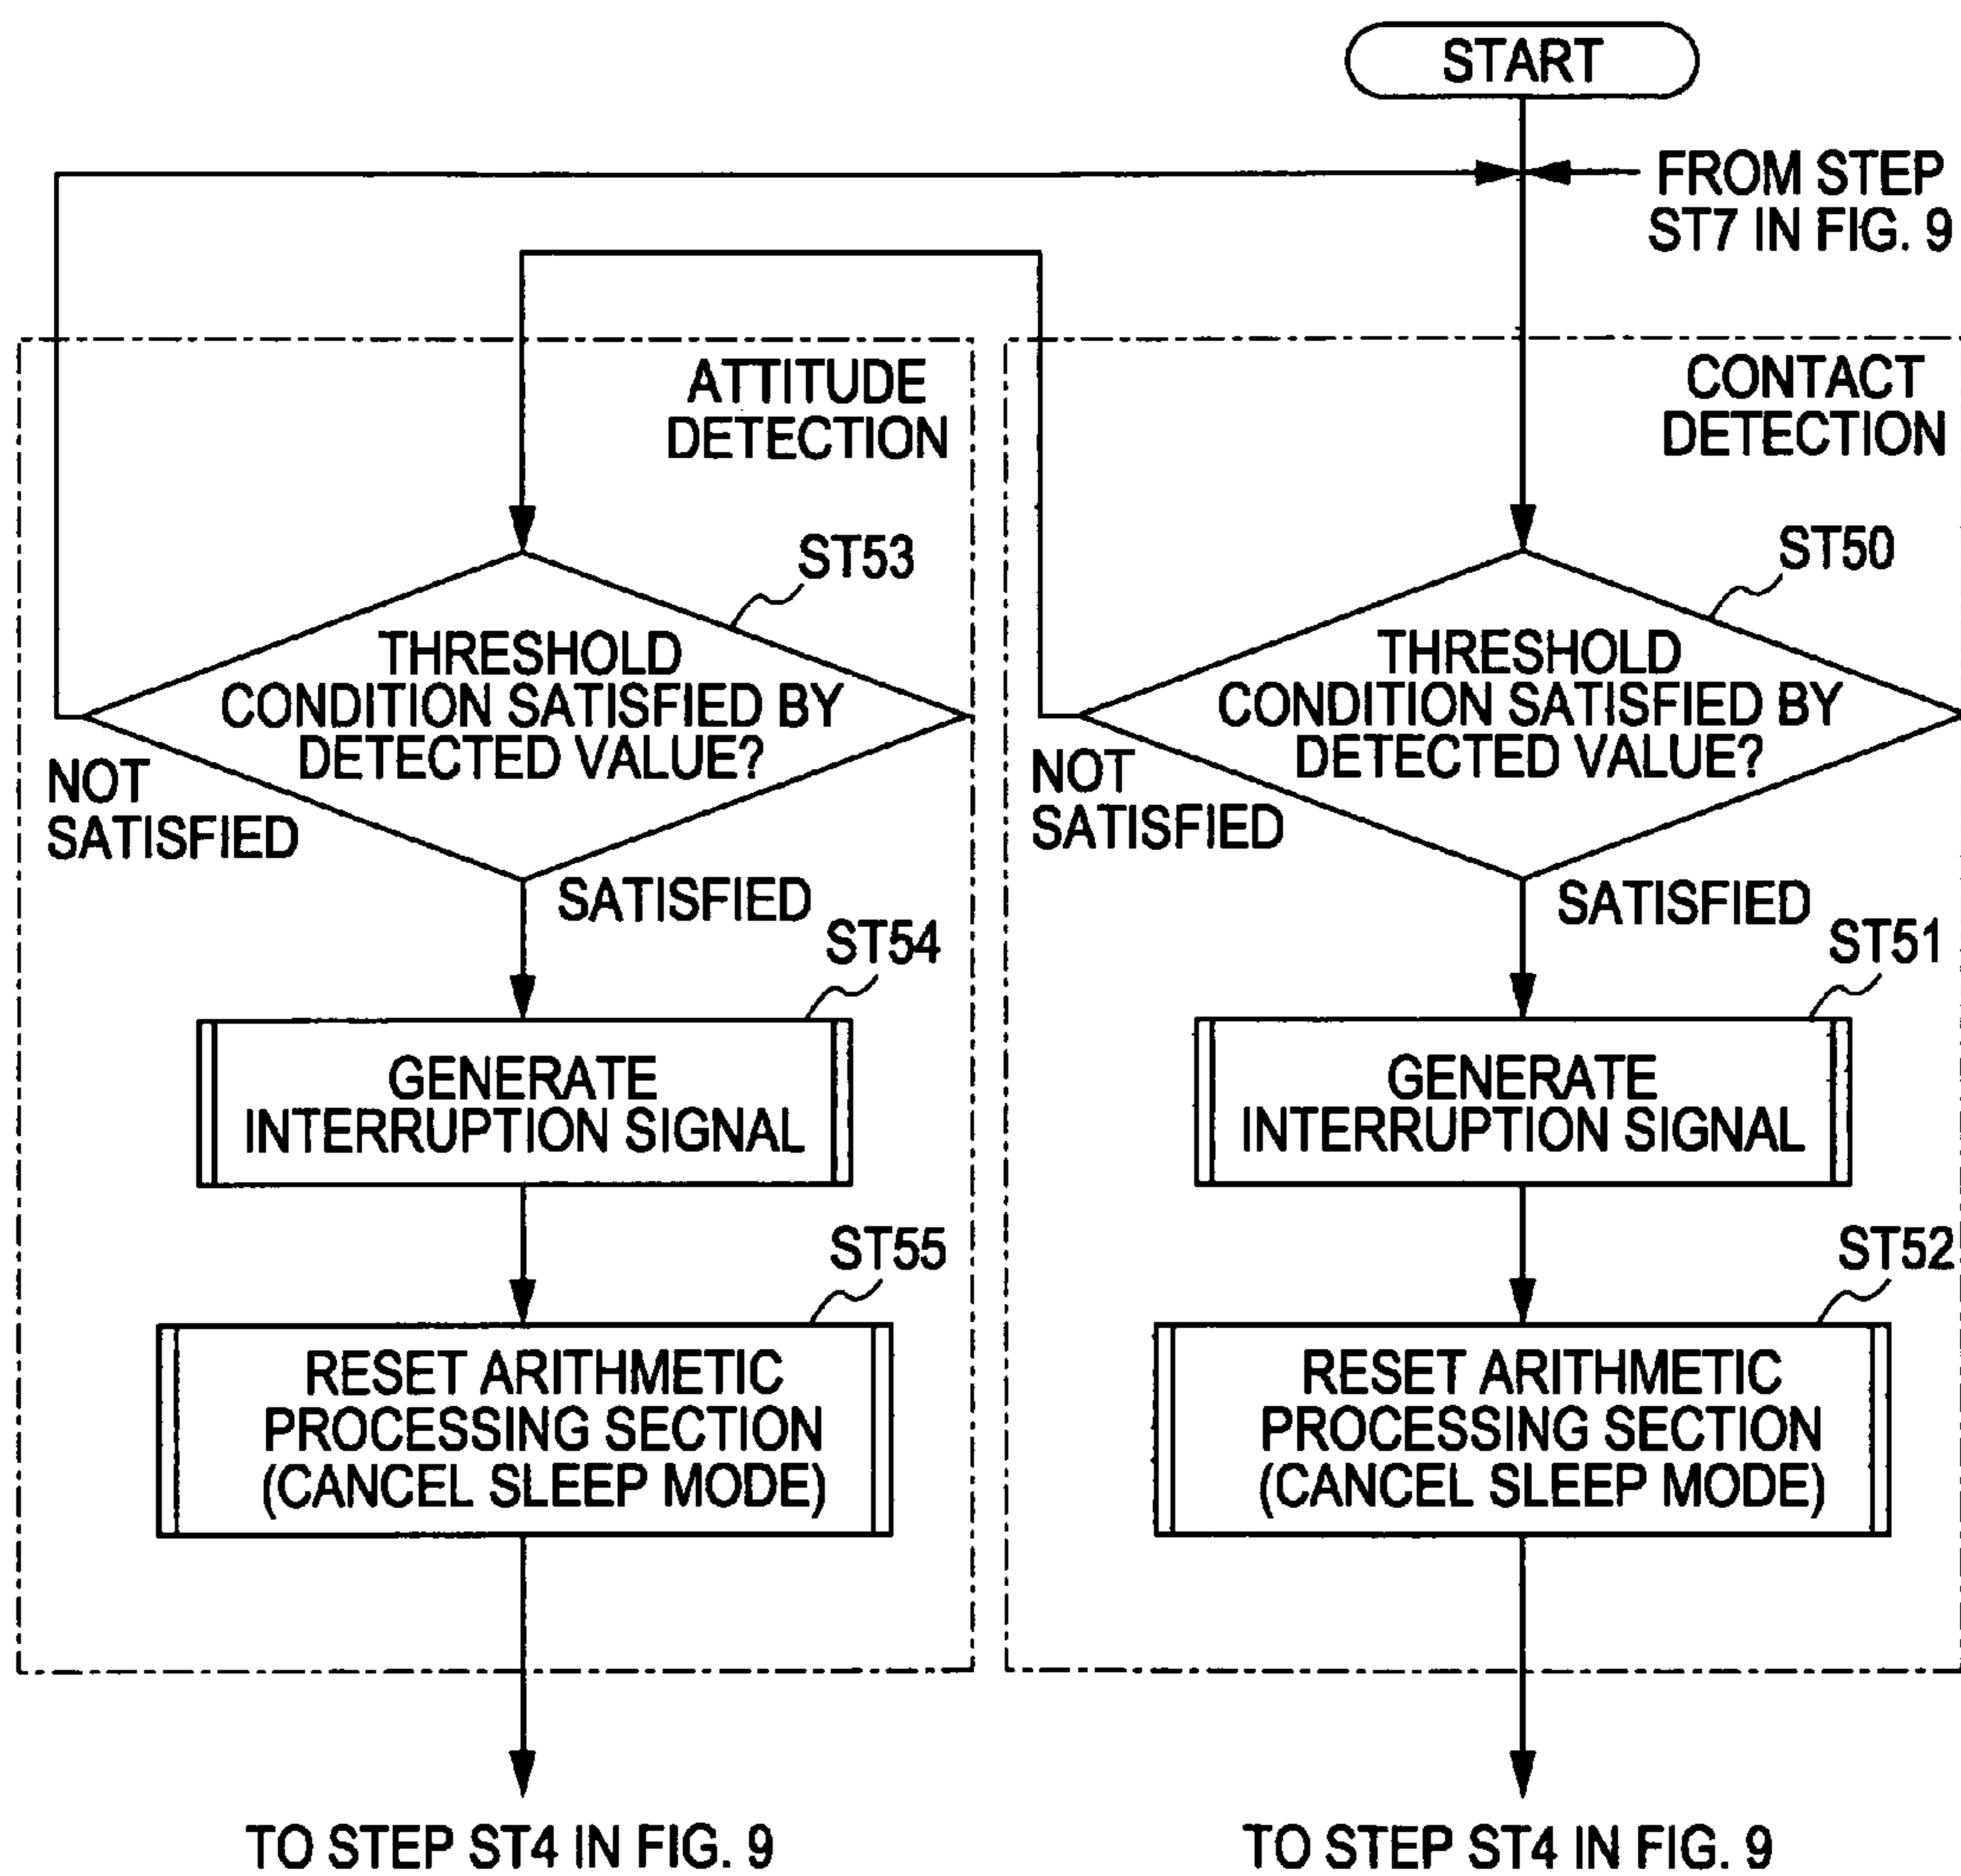 START
FROM STEP
ST7 IN FIG. 9
ATTITUDE
DETECTION
CONTACT
DETECTION
ST53
THRESHOLD
CONDITION SATISFIED BY
DETECTED VALUE?
NOT
SATISFIED
SATISFIED
ST50
THRESHOLD
CONDITION SATISFIED BY
DETECTED VALUE?
NOT
SATISFIED
SATISFIED
ST54
GENERATE
INTERRUPTION SIGNAL
ST51
GENERATE
INTERRUPTION SIGNAL
ST55
RESET ARITHMETIC
PROCESSING SECTION
(CANCEL SLEEP MODE)
ST52
RESET ARITHMETIC
PROCESSING SECTION
(CANCEL SLEEP MODE)
TO STEP ST4 IN FIG. 9
TO STEP ST4 IN FIG. 9